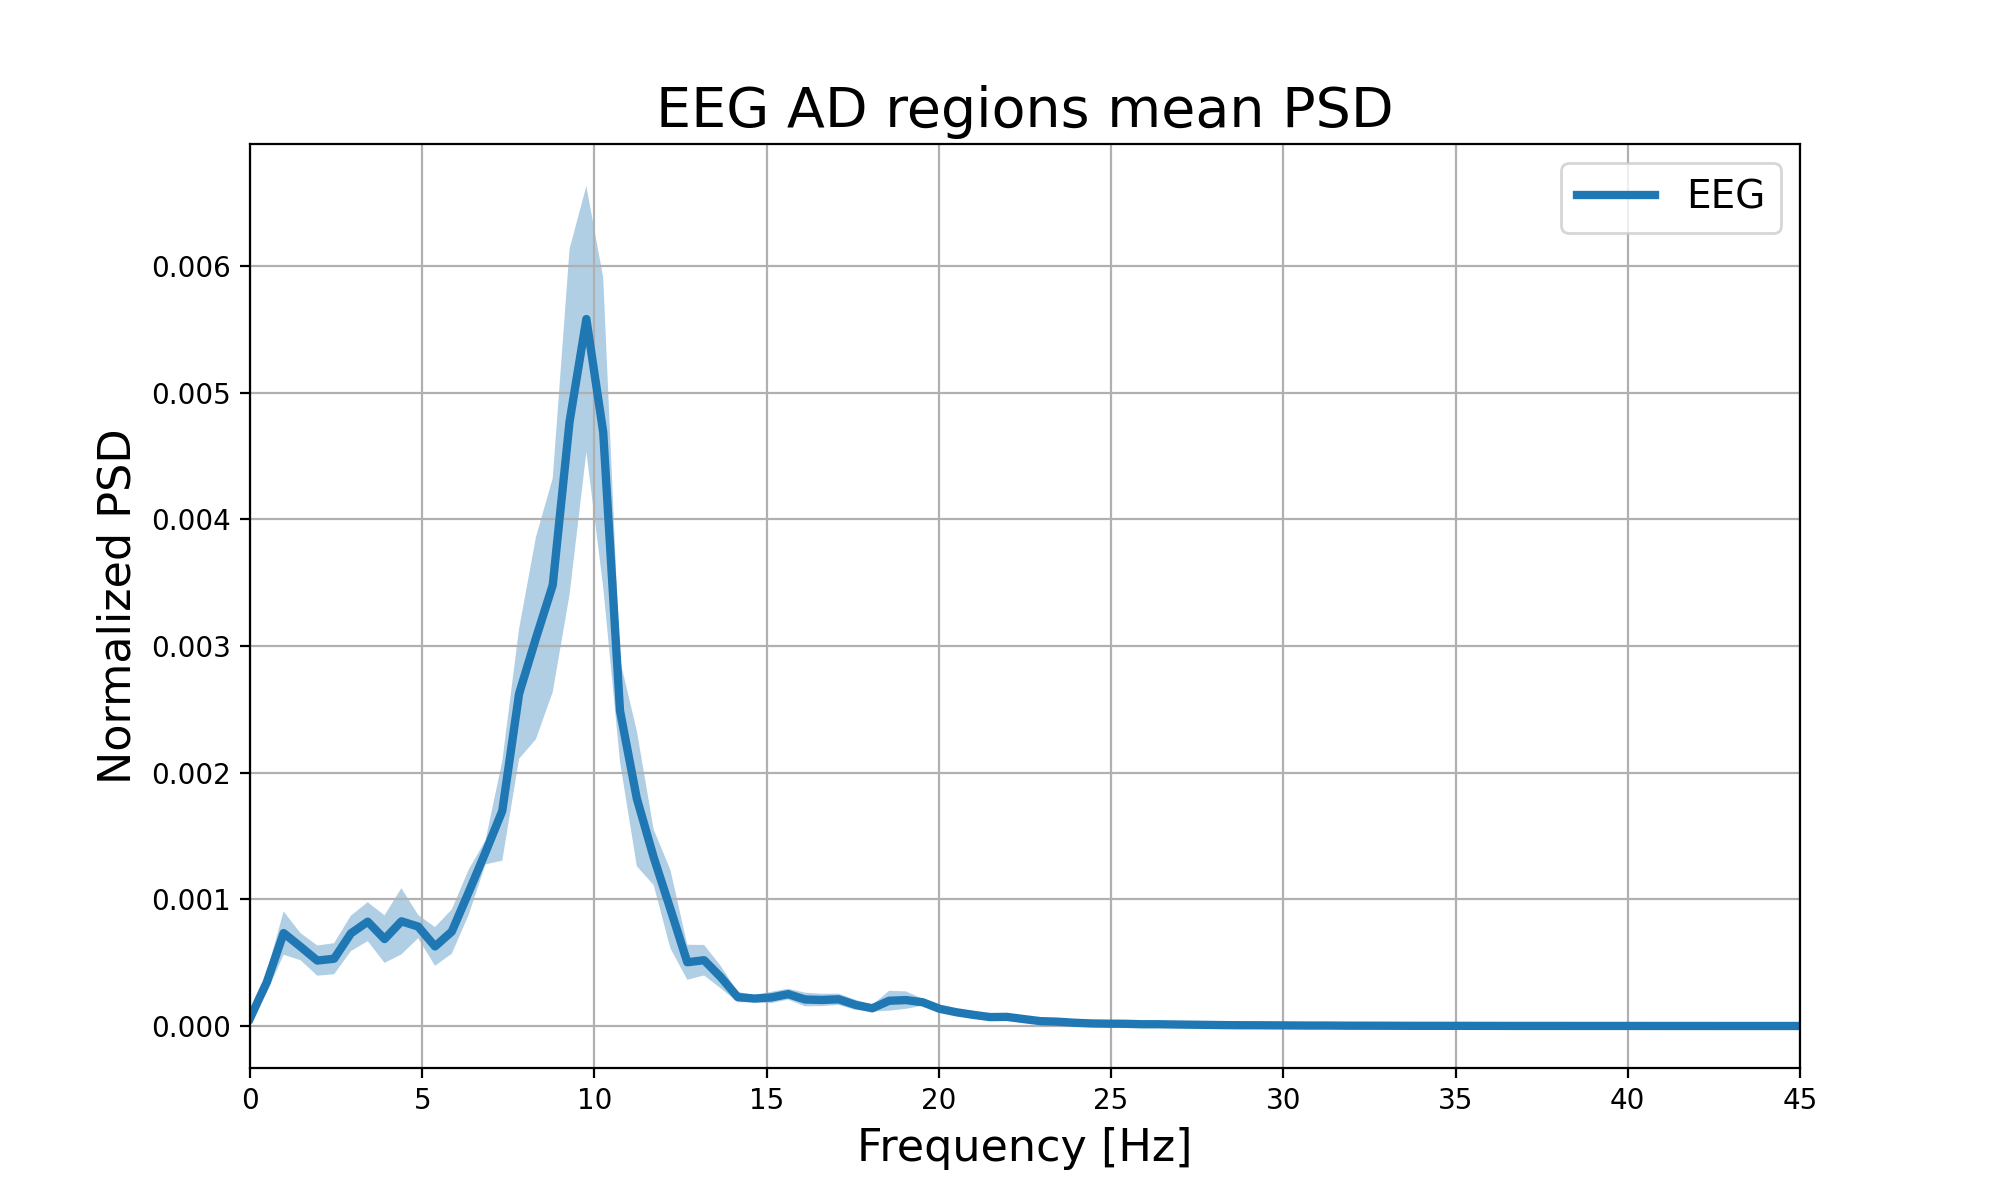 EEG AD regions mean PSD
EEG
0.006
0.005
0.004
0.003
0.002
0.001
0.000
Normalized PSD
0 5 10 15 20 25 30 35 40 45
Frequency [Hz]